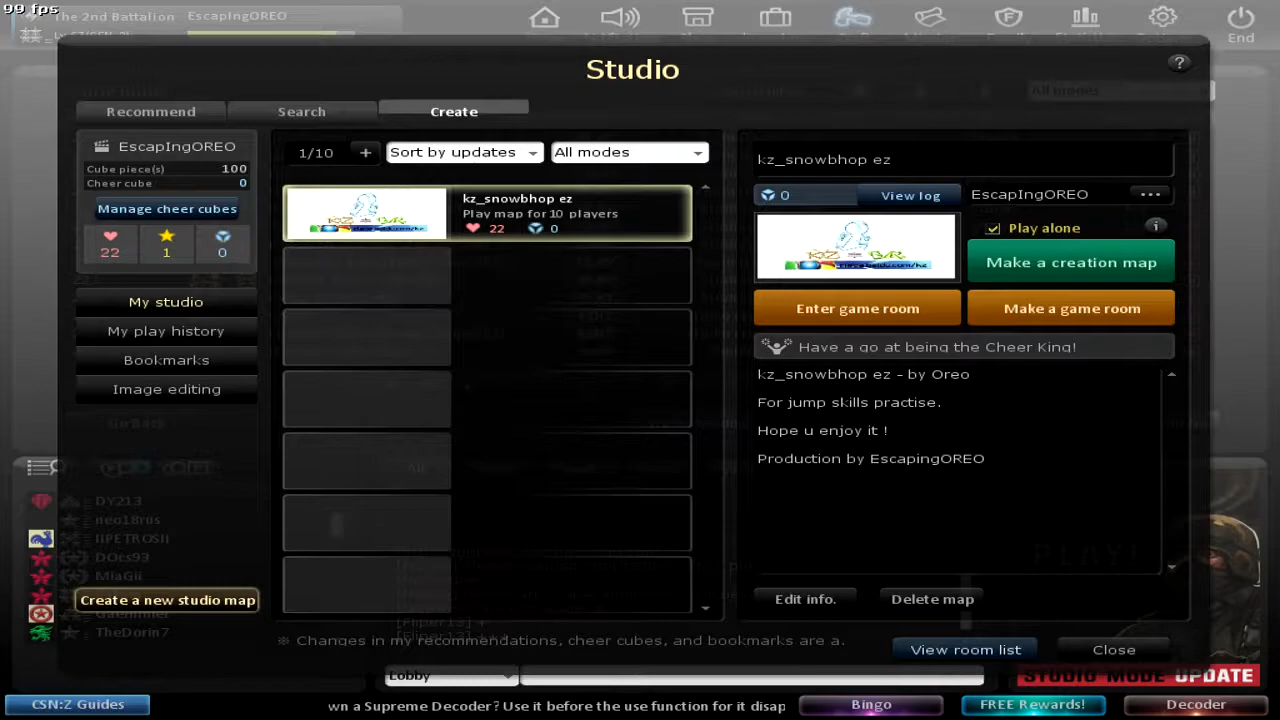 99 fps
The 2nd Battalion EscapIngOREO
End
Studio
?
All modes
Recommend Search Create
EscapIngOREO
Cube piece(s) 100
Cheer cube 0
Manage cheer cubes
22 1 0
My studio
My play history
Bookmarks
Image editing
1/10 + Sort by updates All modes
kz_snowbhop ez
Play map for 10 players
22 0
kz_snowbhop ez
0 View log EscapIngOREO ...
Play alone
Make a creation map
Enter game room Make a game room
Have a go at being the Cheer King!
kz_snowbhop ez - by Oreo
For jump skills practise.
Hope u enjoy it !
Production by EscapingOREO
DY213
neo18rus
IIPETROSII
DOcs93
MiaGii
TheDorin7
PLAY!
Create a new studio map
Edit info. Delete map
※ Changes in my recommendations, cheer cubes, and bookmarks are a.
View room list Close
Lobby
STUDIO MODE UPDATE
CSN:Z Guides wn a Supreme Decoder? Use it before the use function for it disap Bingo FREE Rewards! Decoder